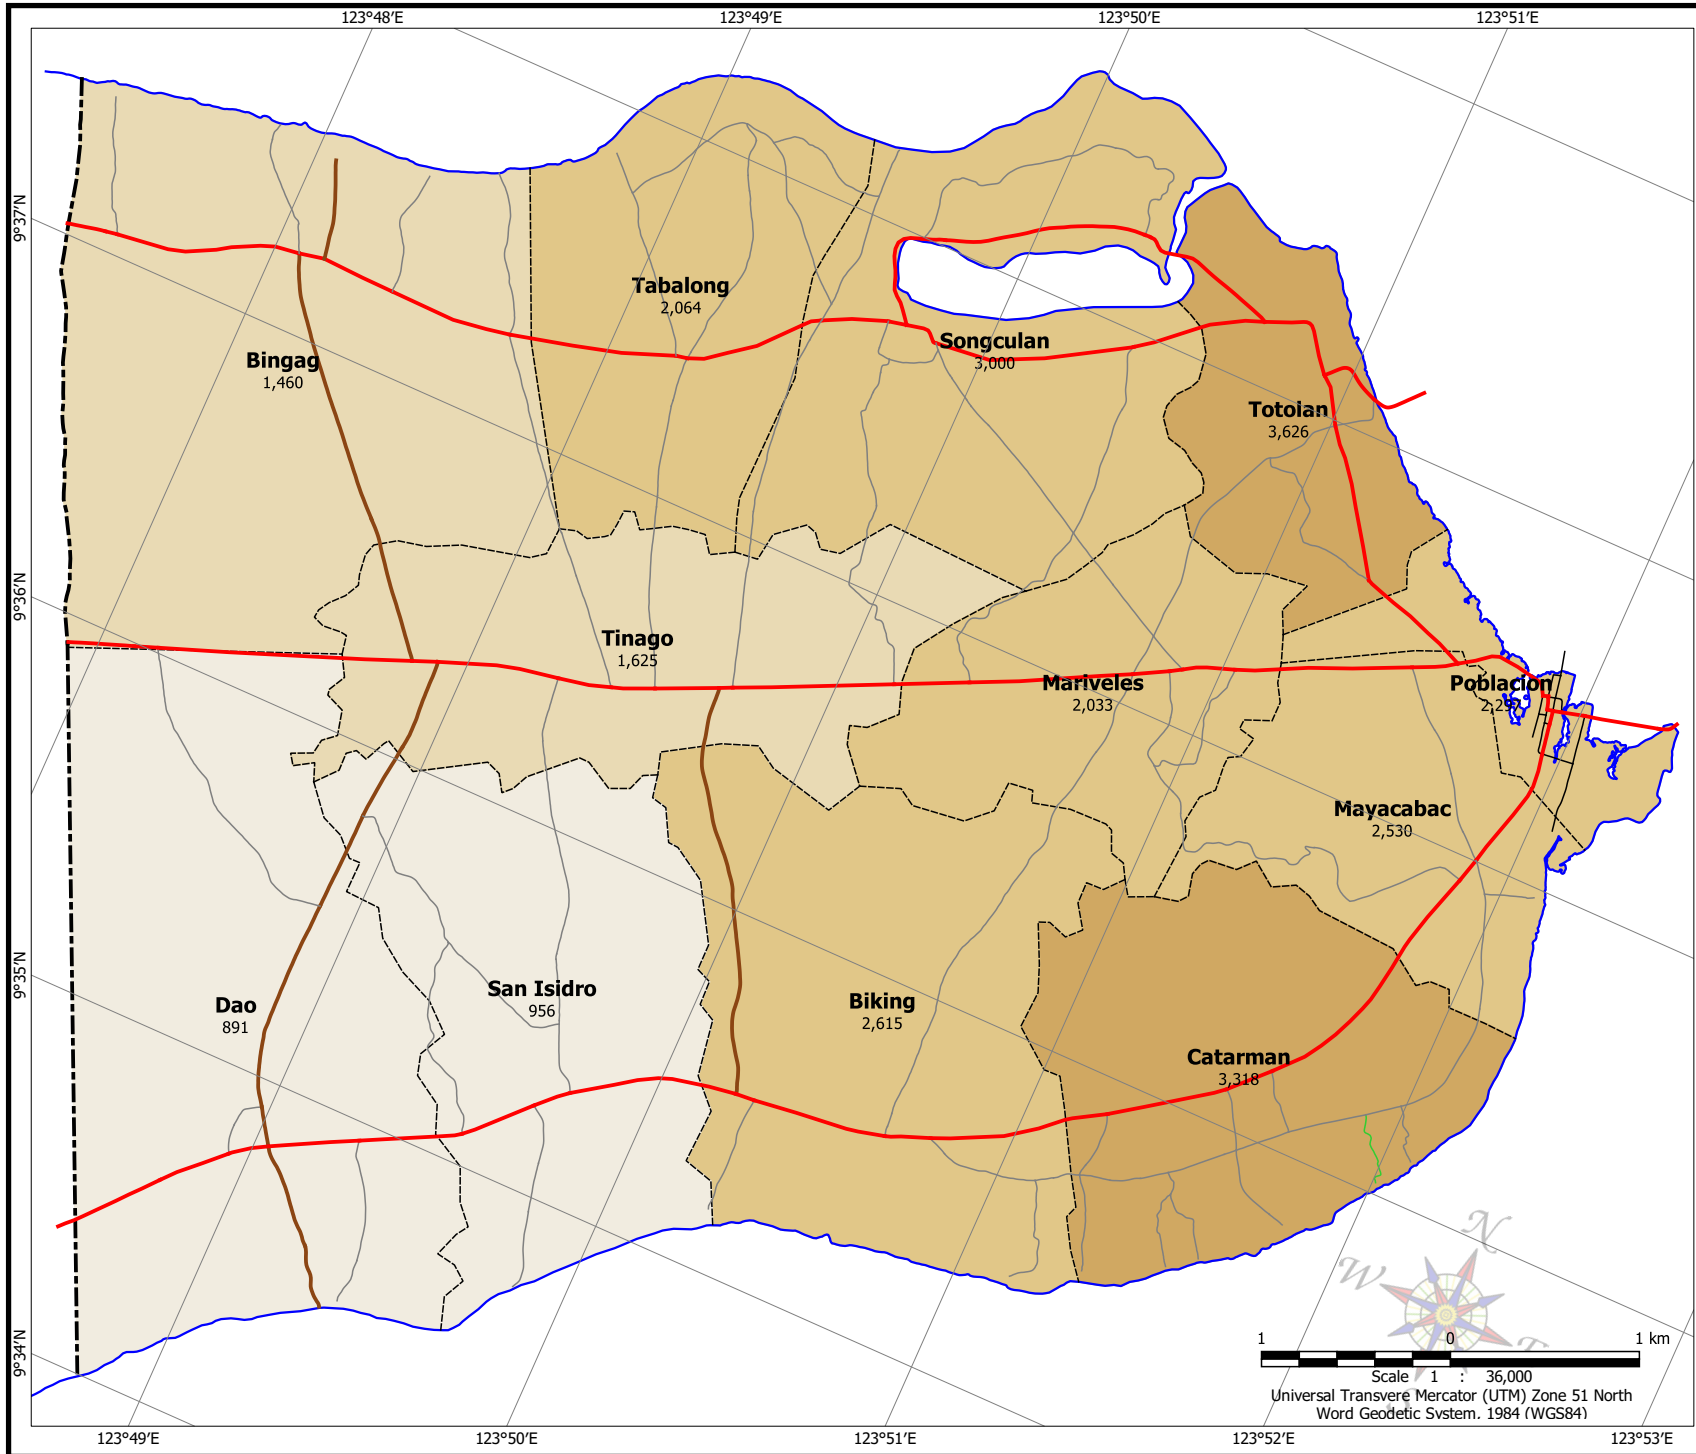 123°48'E 123°49'E 123°50'E 123°51'E
9°37'N
9°36'N
9°35'N
9°34'N
Tabalong
2,064
Songculan
3,000
Bingag
1,460
Totolan
3,626
Tinago
1,625
Mariveles
2,033
Poblacion
Mayacabac
2,530
San Isidro
956
Dao
891
Biking
2,615
Catarman
3,318
N
W
1 0 1 km
Scale 1 : 36,000
Universal Transvere Mercator (UTM) Zone 51 North
Word Geodetic System, 1984 (WGS84)
123°49'E 123°50'E 123°51'E 123°52'E 123°53'E